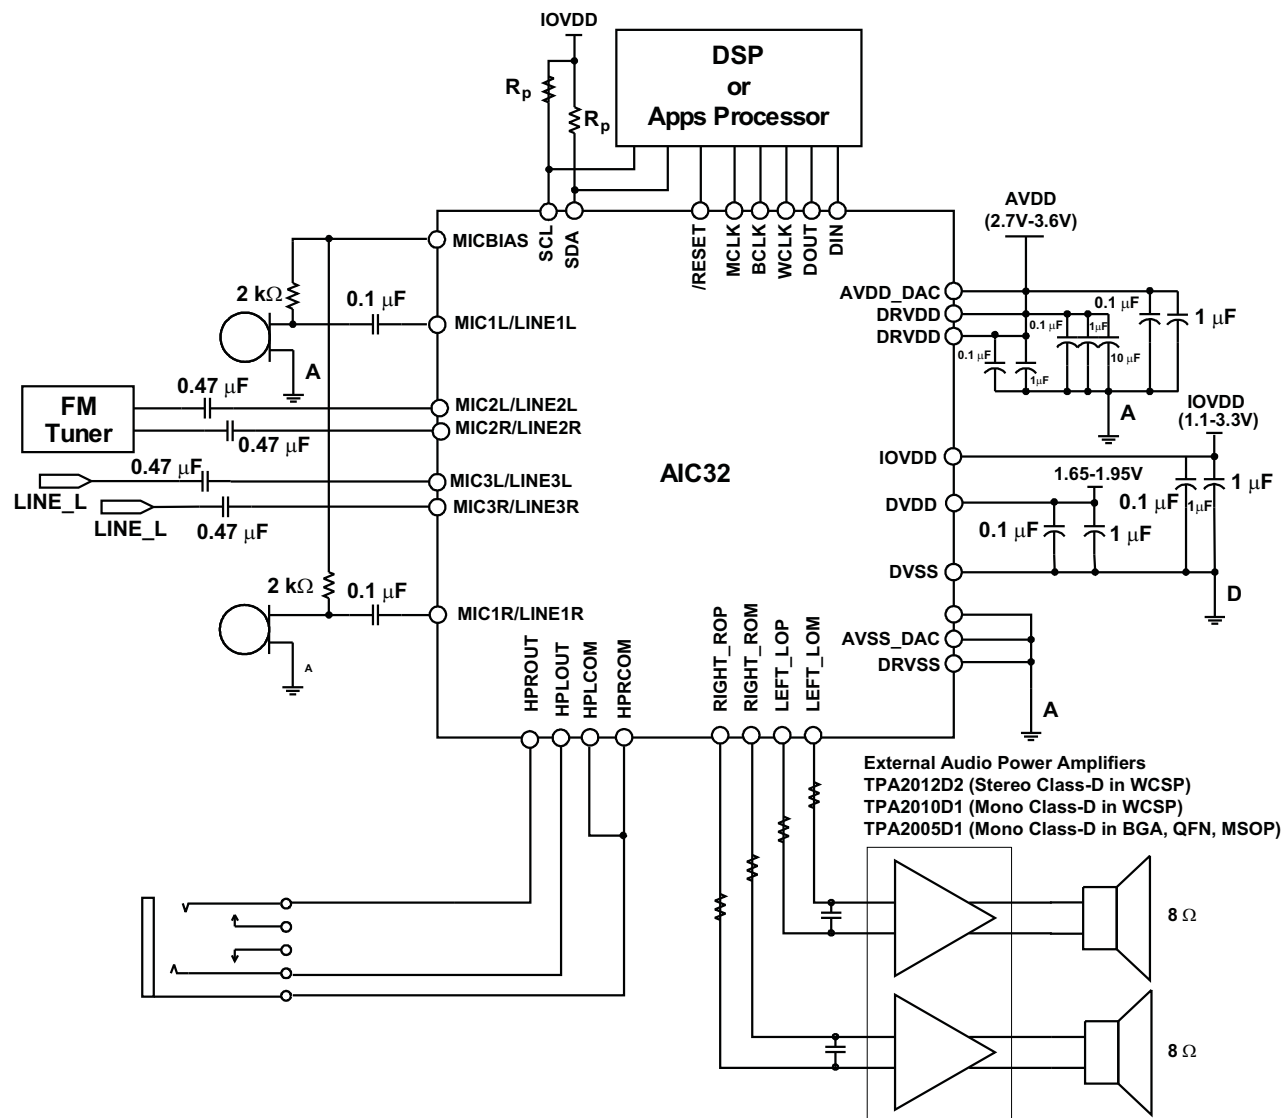 IOVDD
DSP
or
Apps Processor
Rp
Rp
SCL
SDA
/RESET
MCLK
BCLK
WCLK
DOUT
DIN
AVDD
(2.7V-3.6V)
MICBIAS
2 kΩ
0.1 μF
MIC1L/LINE1L
A
AVDD_DAC
DRVDD
DRVDD
0.1 μF
1 μF
0.1 μF
1μF
10 μF
0.1 μF
1μF
A
FM
Tuner
0.47 μF
MIC2L/LINE2L
MIC2R/LINE2R
0.47 μF
0.47 μF
LINE_L
MIC3L/LINE3L
MIC3R/LINE3R
LINE_L
0.47 μF
AIC32
IOVDD
(1.1-3.3V)
IOVDD
1.65-1.95V
DVDD
0.1 μF
1μF
1 μF
0.1 μF
1 μF
DVSS
D
2 kΩ
0.1 μF
MIC1R/LINE1R
A
AVSS_DAC
DRVSS
A
HPROUT
HPLOUT
HPLCOM
HPRCOM
RIGHT_ROP
RIGHT_ROM
LEFT_LOP
LEFT_LOM
External Audio Power Amplifiers
TPA2012D2 (Stereo Class-D in WCSP)
TPA2010D1 (Mono Class-D in WCSP)
TPA2005D1 (Mono Class-D in BGA, QFN, MSOP)
8 Ω
8 Ω